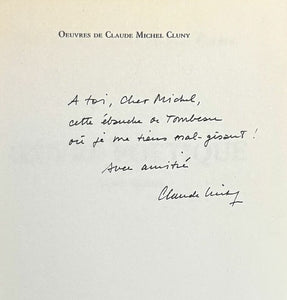 OEUVRES DE CLAUDE MICHEL CLUNY
A toi, cher Michel,
cette ébauche de Tombeau
où je me tiens mal-gisant !
Avec amitié
Claude Cluny